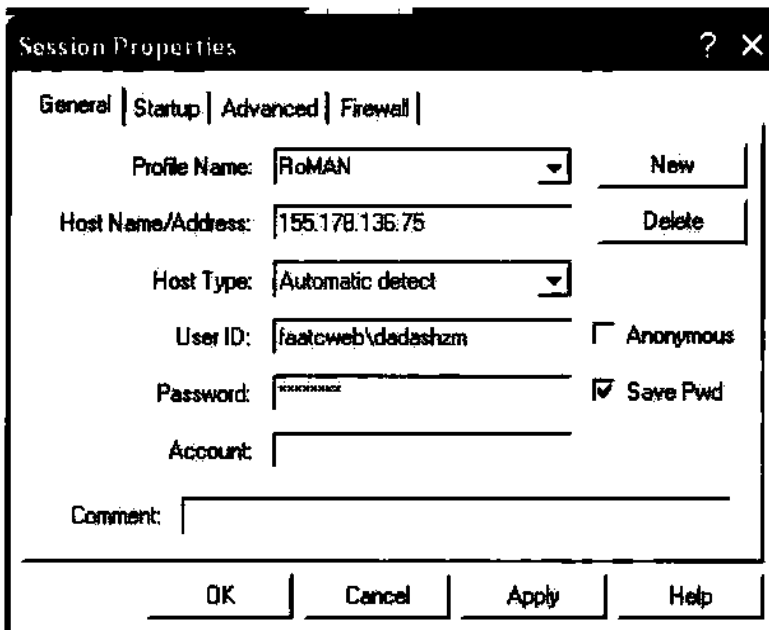 Session Properties ? X
General Startup Advanced Firewall
Profile Name: RoMAN New
Host Name/Address: 155.178.136.75 Delete
Host Type: Automatic detect
User ID: faatcweb\dadashzm Anonymous
Password: ******** Save Pwd
Account:
Comment:
OK Cancel Apply Help